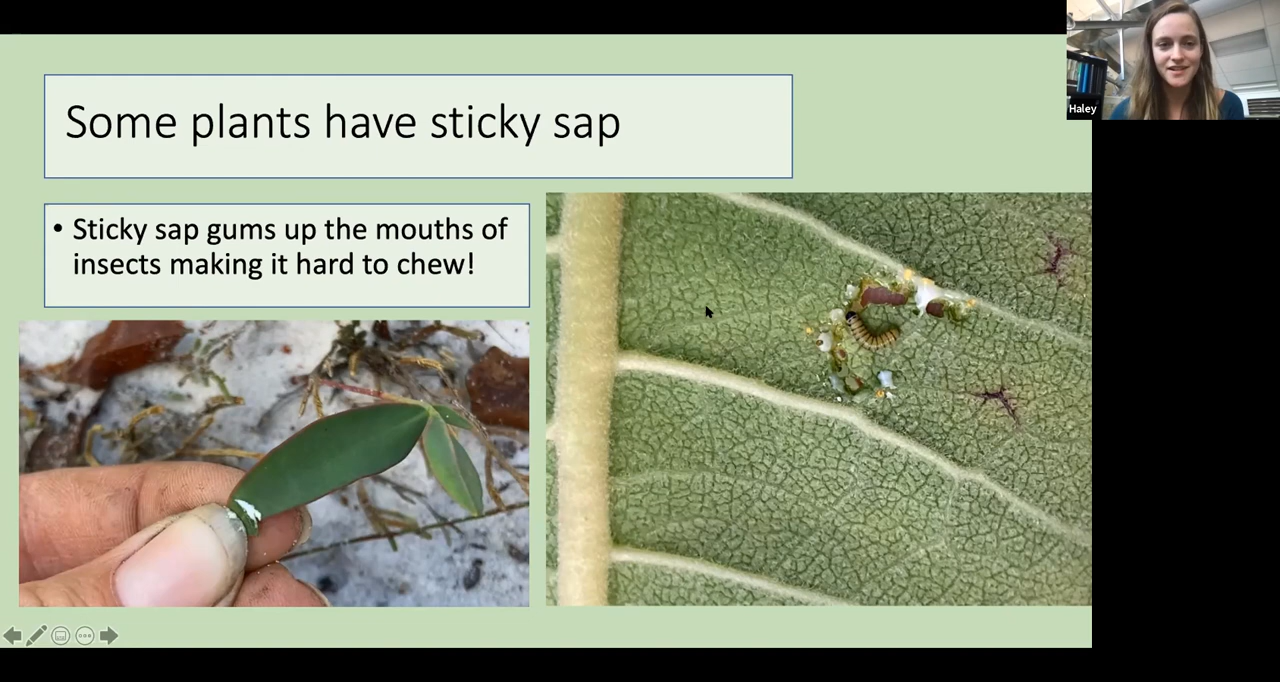 Some plants have sticky sap
• Sticky sap gums up the mouths of
insects making it hard to chew!
Haley